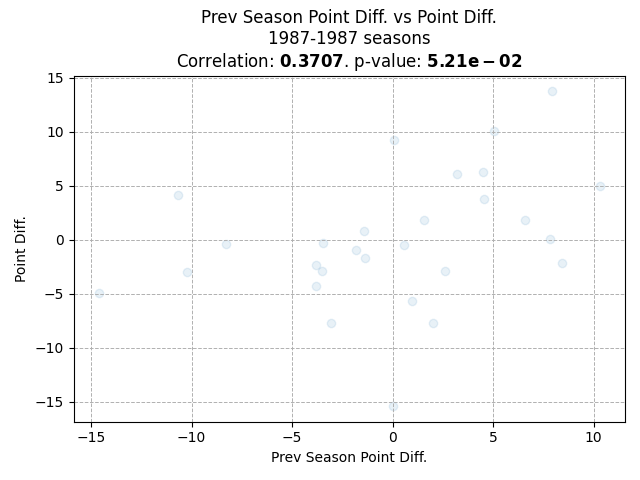 Prev Season Point Diff. vs Point Diff.
1987-1987 seasons
Correlation: 0.3707. p-value: 5.21e − 02
15
10
5
0
−5
−10
−15
Point Diff.
−15
−10
−5
0
5
10
Prev Season Point Diff.